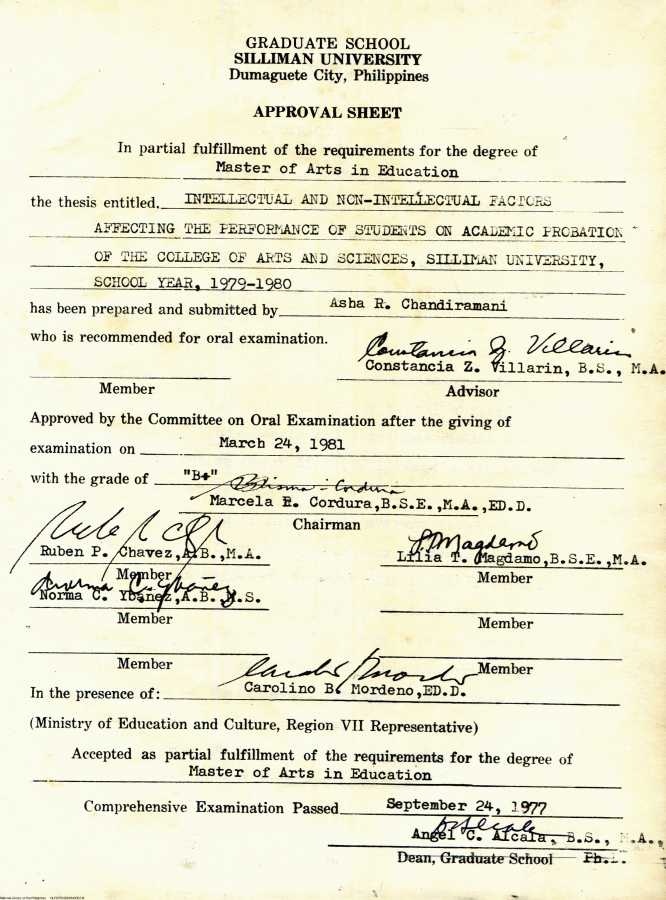 GRADUATE SCHOOL
SILLIMAN UNIVERSITY
Dumaguete City, Philippines
APPROVAL SHEET
In partial fulfillment of the requirements for the degree of
Master of Arts in Education
the thesis entitled. INTELLECTUAL AND NON-INTELLECTUAL FACTORS
AFFECTING THE PERFORMANCE OF STUDENTS ON ACADEMIC PROBATION
OF THE COLLEGE OF ARTS AND SCIENCES, SILLIMAN UNIVERSITY,
SCHOOL YEAR, 1979-1980
has been prepared and submitted by Asha R. Chandiramani
who is recommended for oral examination.
Constancia Z. Villarin
Constancia Z. Villarin, B.S., M.A.
Member Advisor
Approved by the Committee on Oral Examination after the giving of
examination on March 24, 1981
with the grade of "B+"
Marcela R. Cordura, B.S.E., M.A., ED.D.
Chairman
Ruben P. Chavez, A.B., M.A. Lilia T. Magdamo, B.S.E., M.A.
Member Member
Norma C. Ybañez, A.B., M.S.
Member Member
Member Member
In the presence of: Carolino B. Mordeno, ED.D.
(Ministry of Education and Culture, Region VII Representative)
Accepted as partial fulfillment of the requirements for the degree of
Master of Arts in Education
Comprehensive Examination Passed September 24, 1977
Angel C. Alcala, B.S., M.A.,
Dean, Graduate School Ph.D.